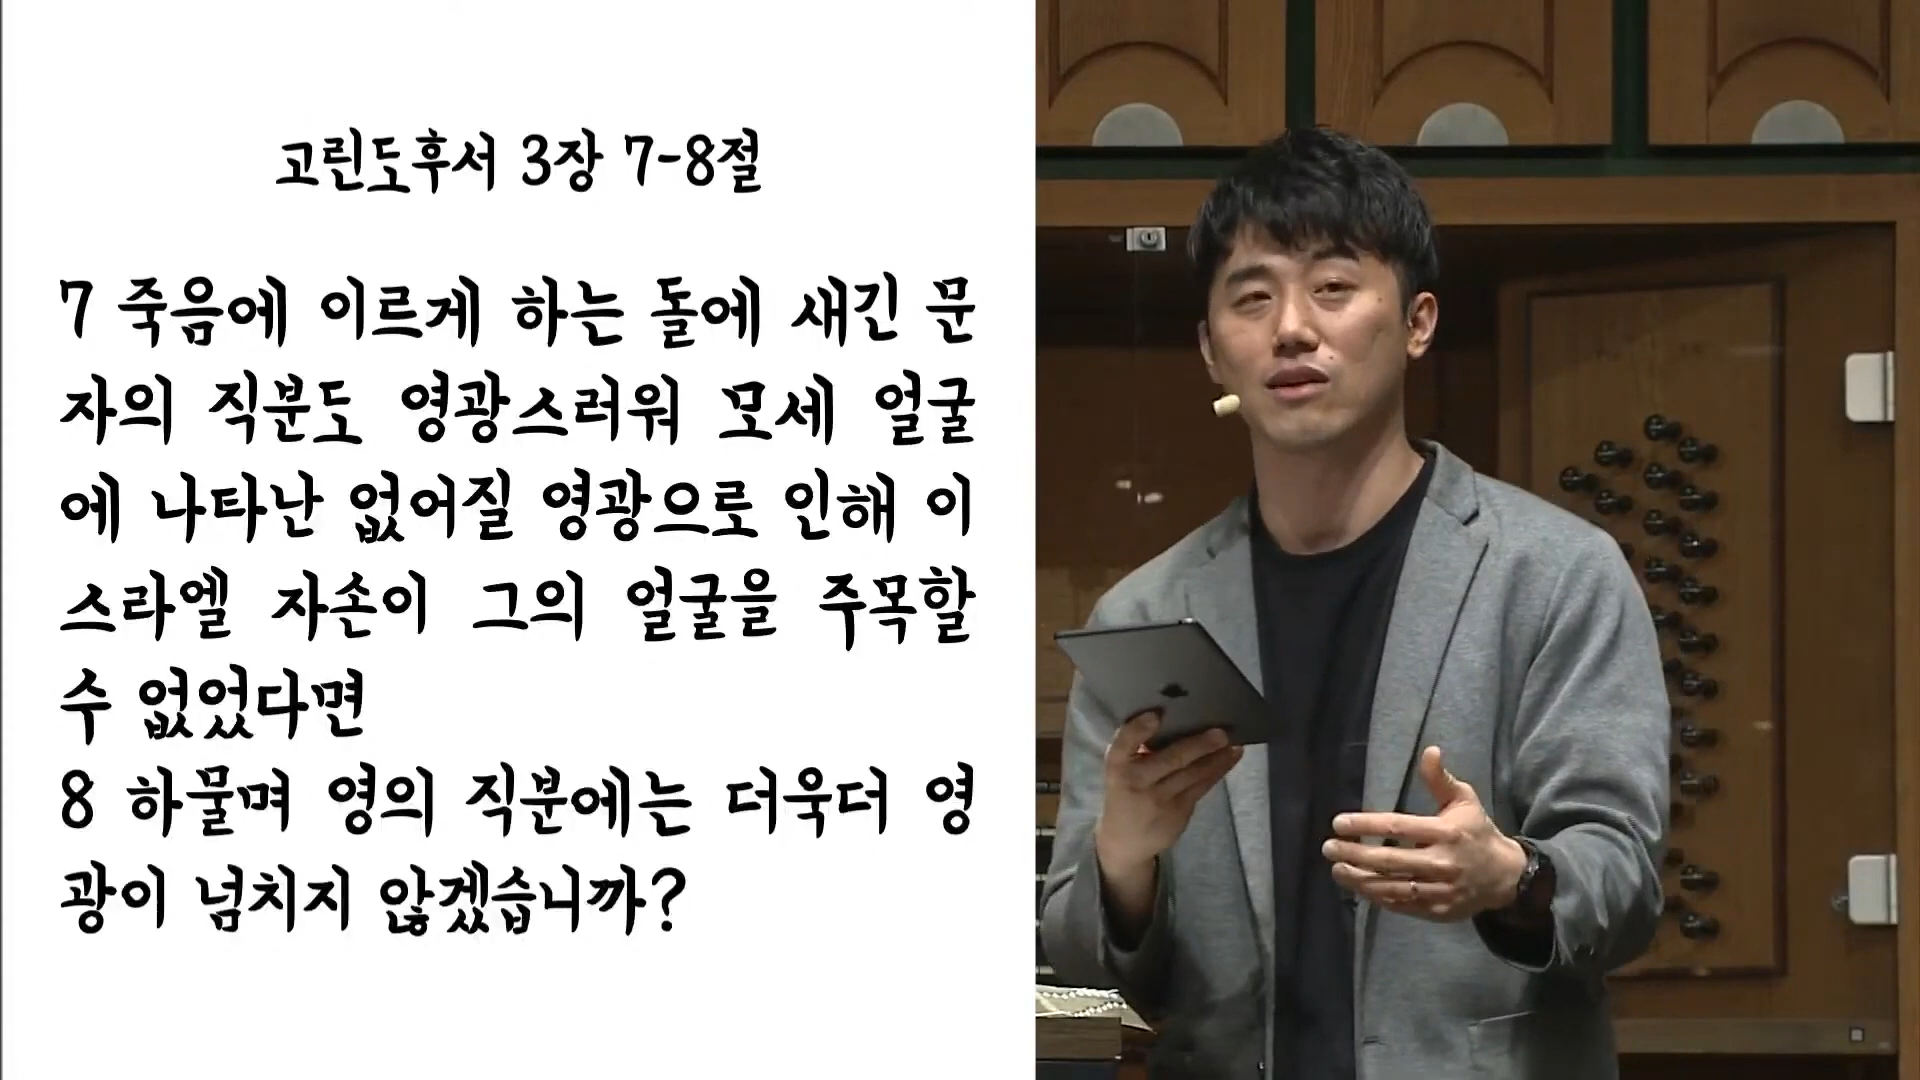 고린도후서 3장 7-8절
7 죽음에 이르게 하는 돌에 새긴 문
자의 직분도 영광스러워 모세 얼굴
에 나타난 없어질 영광으로 인해 이
스라엘 자손이 그의 얼굴을 주목할
수 없었다면
8 하물며 영의 직분에는 더욱더 영
광이 넘치지 않겠습니까?